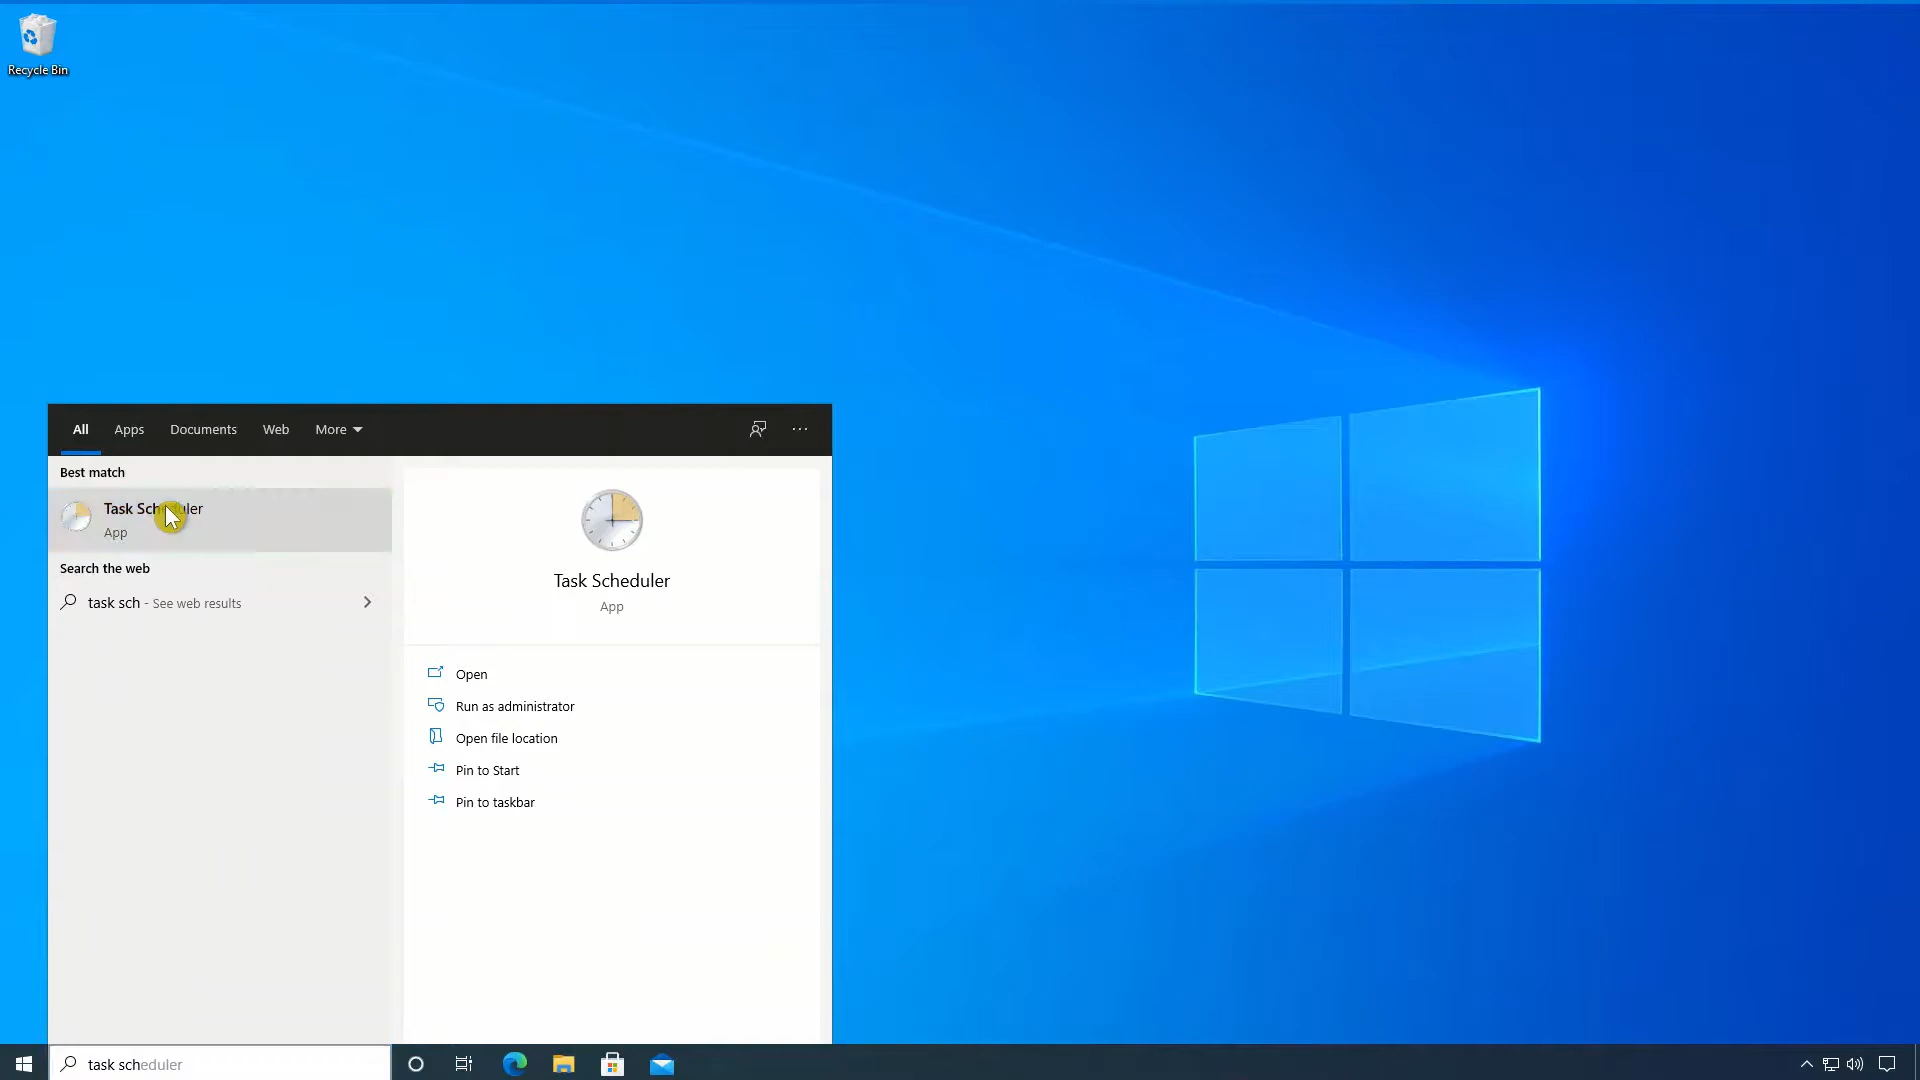 Recycle Bin
All Apps Documents Web More
Best match
Task Scheduler
App
Search the web
task sch - See web results
Task Scheduler
App
Open
Run as administrator
Open file location
Pin to Start
Pin to taskbar
task scheduler